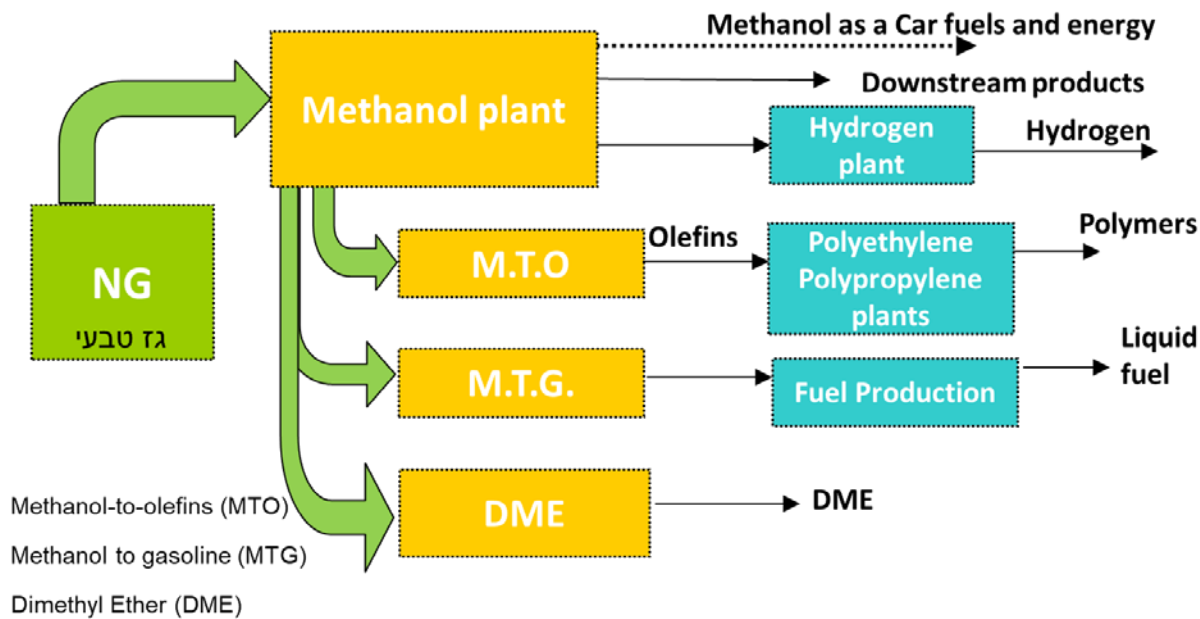 Methanol as a Car fuels and energy
Methanol plant
Downstream products
Hydrogen
plant
Hydrogen
NG
גז טבעי
M.T.O
Olefins
Polyethylene
Polypropylene
plants
Polymers
M.T.G.
Fuel Production
Liquid
fuel
DME
DME
Methanol-to-olefins (MTO)
Methanol to gasoline (MTG)
Dimethyl Ether (DME)